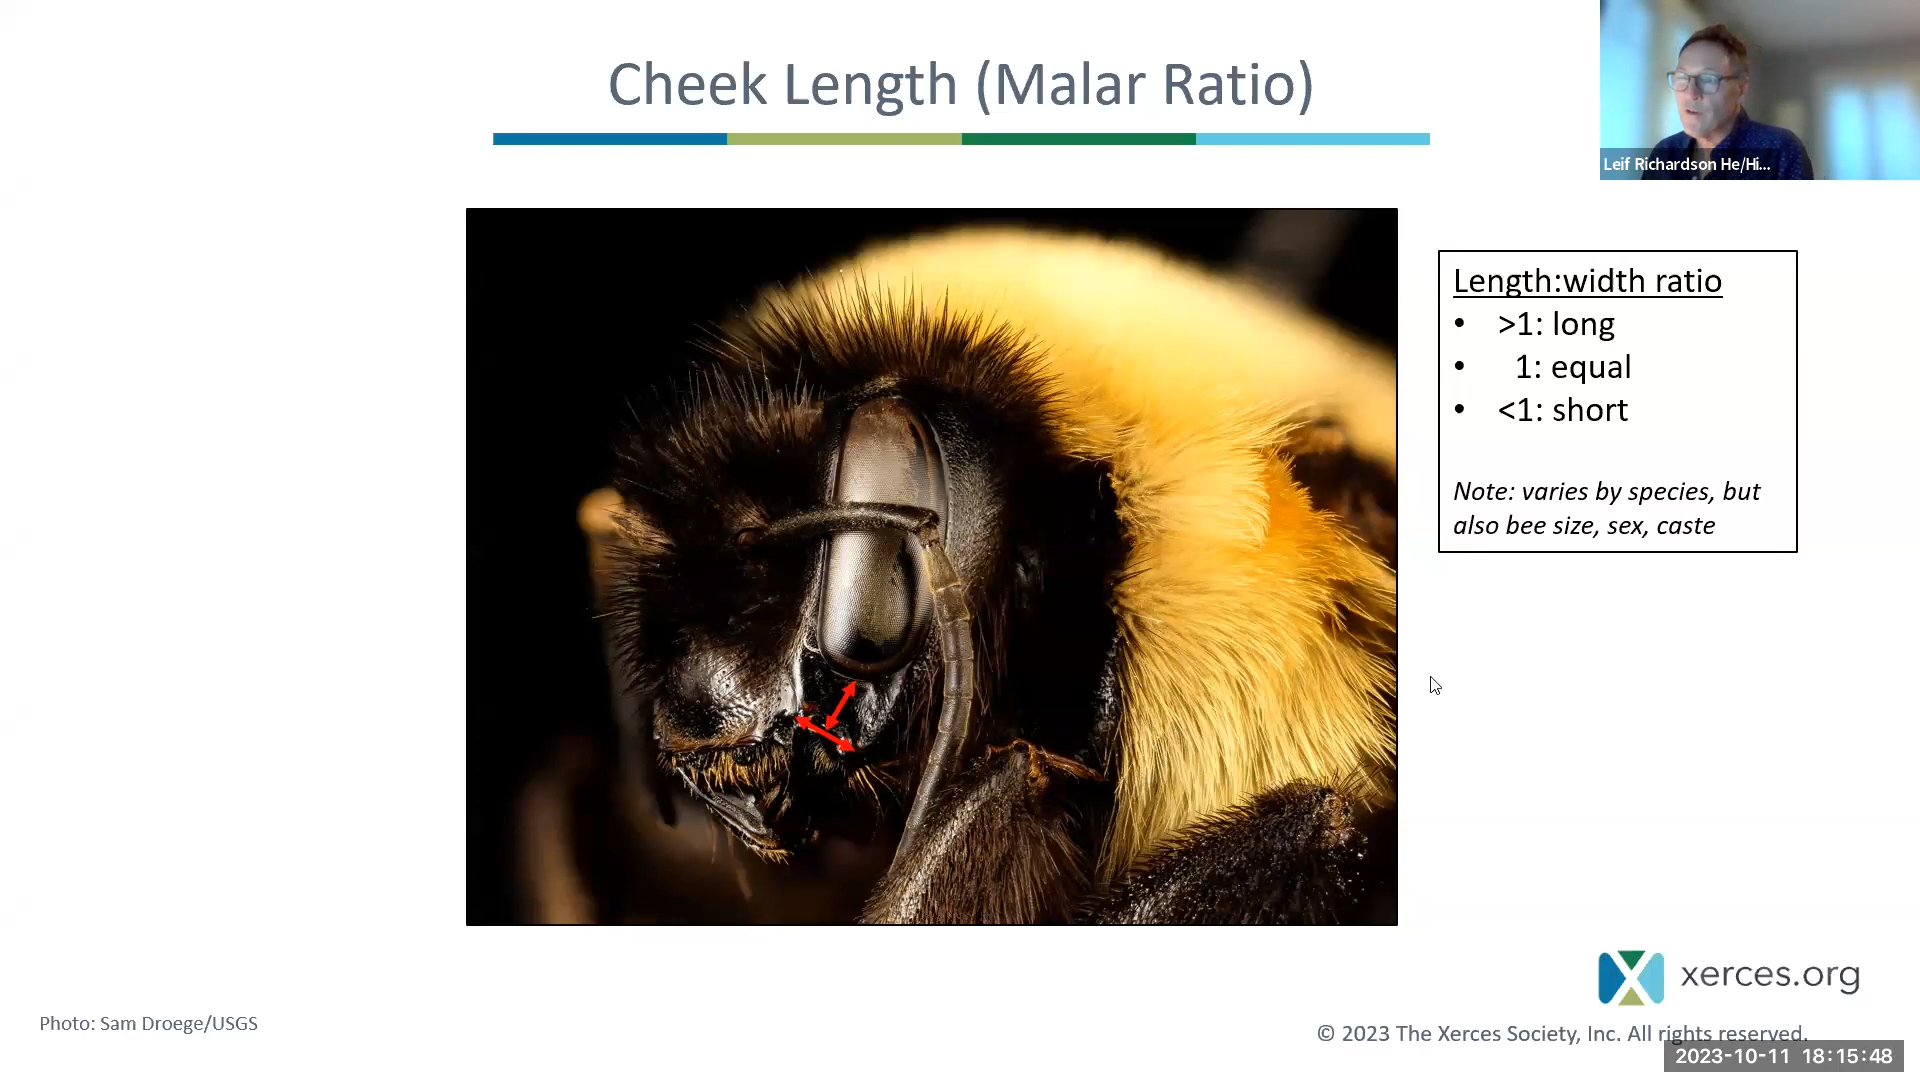 Cheek Length (Malar Ratio)
Leif Richardson He/Hi...
Length:width ratio
• >1: long
• 1: equal
• <1: short
Note: varies by species, but
also bee size, sex, caste
xerces.org
Photo: Sam Droege/USGS
© 2023 The Xerces Society, Inc. All rights reserved.
2023-10-11 18:15:48